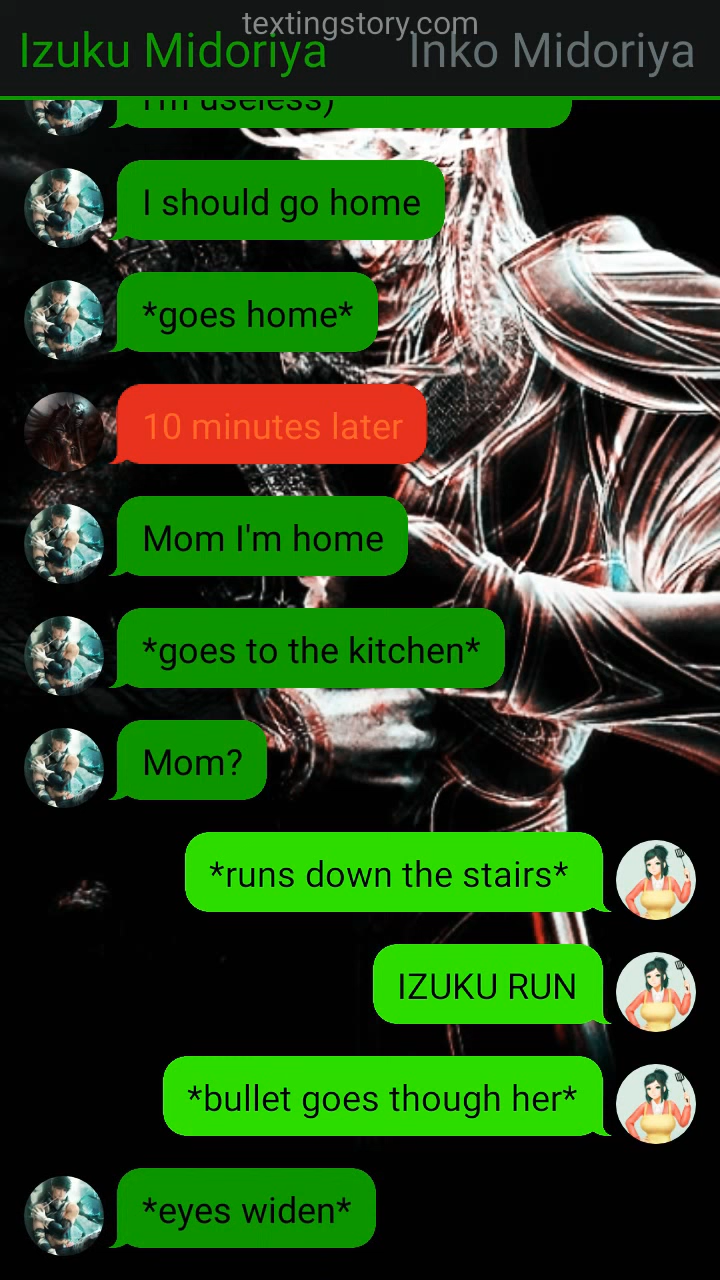 textingstory.com
Izuku Midoriya
Inko Midoriya
I'm useless)
I should go home
*goes home*
10 minutes later
Mom I'm home
*goes to the kitchen*
Mom?
*runs down the stairs*
IZUKU RUN
*bullet goes though her*
*eyes widen*